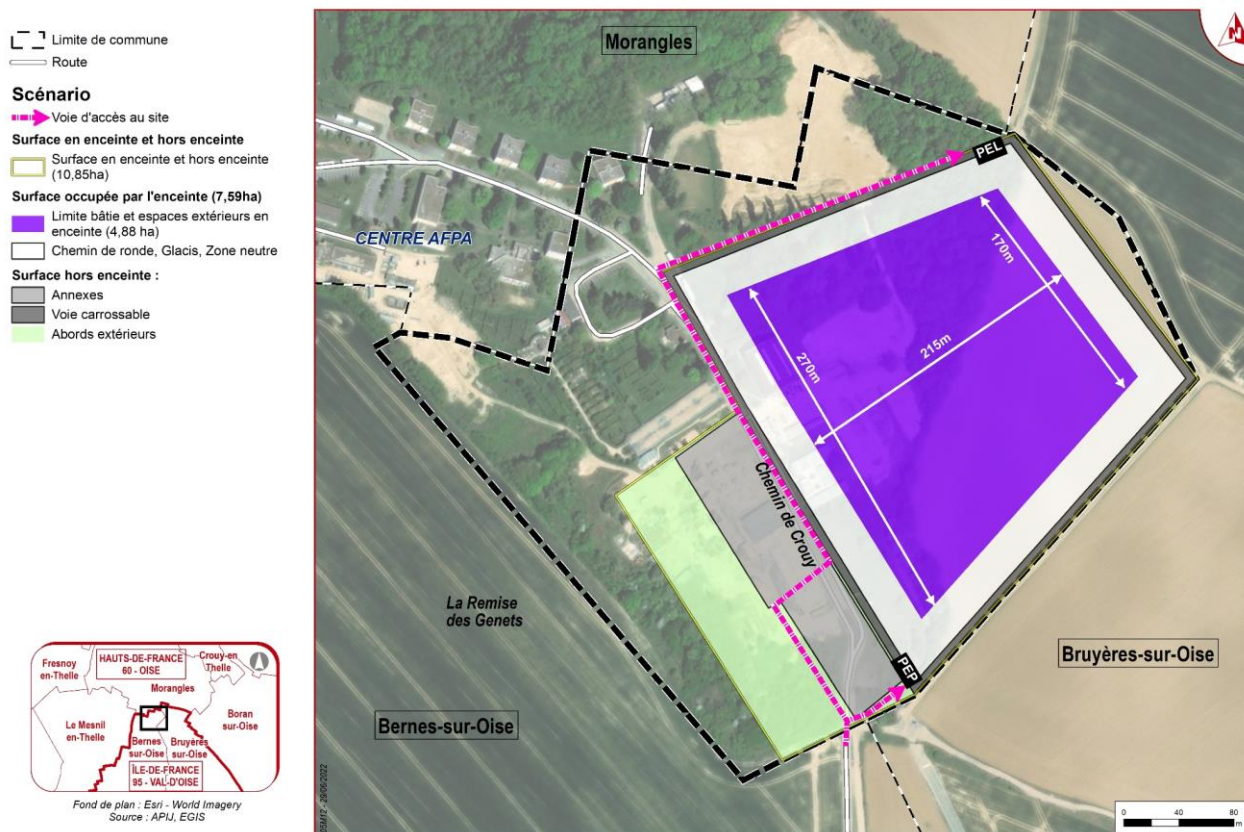 Limite de commune
Route
Scénario
Voie d'accès au site
Surface en enceinte et hors enceinte
Surface en enceinte et hors enceinte
(10,85ha)
Surface occupée par l'enceinte (7,59ha)
Limite bâtie et espaces extérieurs en
enceinte (4,88 ha)
Chemin de ronde, Glacis, Zone neutre
Surface hors enceinte :
Annexes
Voie carrossable
Abords extérieurs
Fresnoy
en-Thelle
HAUTS-DE-FRANCE
60 - OISE
Crouy-en
Thelle
Morangles
Le Mesnil
en-Thelle
Boran
sur-Oise
Bernes
sur-Oise
Bruyères
sur-Oise
ÎLE-DE-FRANCE
95 - VAL-D'OISE
Fond de plan : Esri - World Imagery
Source : APIJ, EGIS
Morangles
N
PEL
CENTRE AFPA
170m
215m
270m
Chemin de Crouy
La Remise
des Genets
PEP
Bruyères-sur-Oise
Bernes-sur-Oise
29/06/2022
0 40 80
m